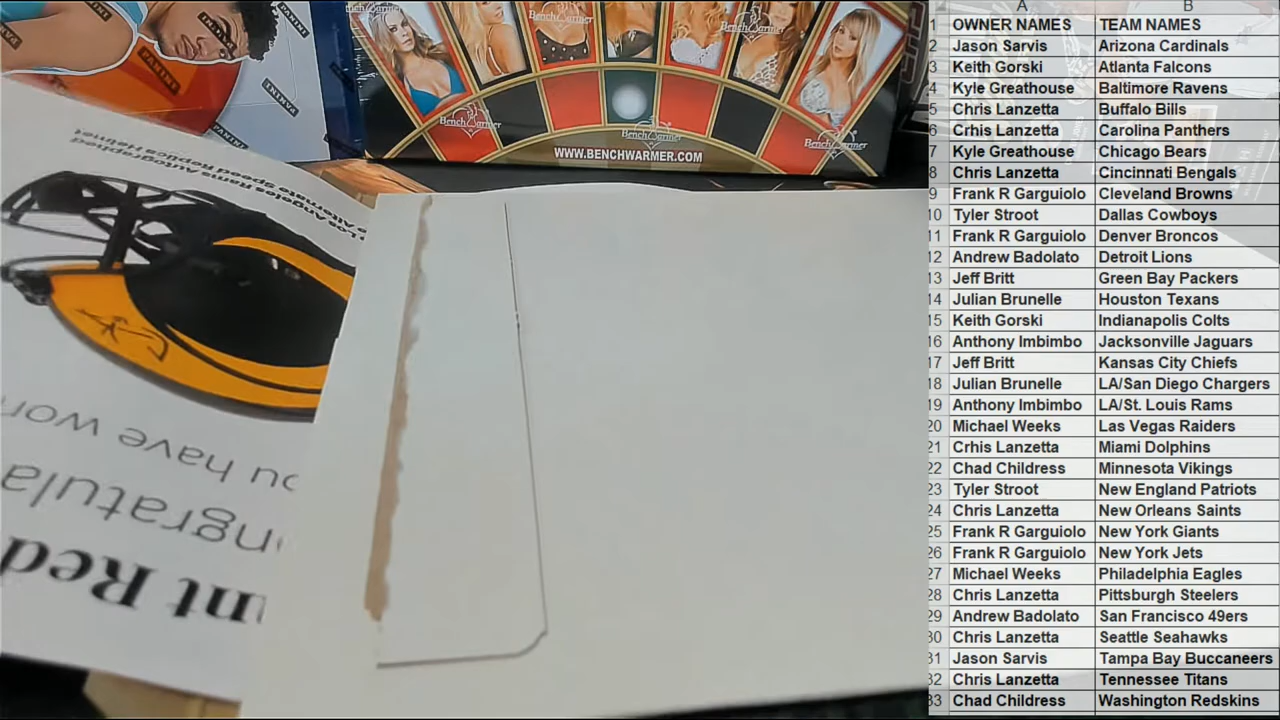 PANINI
PANINI
PANINI
PANINI
PANINI
BenchWarmer
BenchWarmer
BenchWarmer
BenchWarmer
BenchWarmer
BenchWarmer
WWW.BENCHWARMER.COM
Los Angeles Rams Autographed
Alternate Speed Replica Helmet
ou have won
ngratula
nt Red
A B
1 OWNER NAMES TEAM NAMES
2 Jason Sarvis Arizona Cardinals
3 Keith Gorski Atlanta Falcons
4 Kyle Greathouse Baltimore Ravens
5 Chris Lanzetta Buffalo Bills
6 Crhis Lanzetta Carolina Panthers
7 Kyle Greathouse Chicago Bears
8 Chris Lanzetta Cincinnati Bengals
9 Frank R Garguiolo Cleveland Browns
10 Tyler Stroot Dallas Cowboys
11 Frank R Garguiolo Denver Broncos
12 Andrew Badolato Detroit Lions
13 Jeff Britt Green Bay Packers
14 Julian Brunelle Houston Texans
15 Keith Gorski Indianapolis Colts
16 Anthony Imbimbo Jacksonville Jaguars
17 Jeff Britt Kansas City Chiefs
18 Julian Brunelle LA/San Diego Chargers
19 Anthony Imbimbo LA/St. Louis Rams
20 Michael Weeks Las Vegas Raiders
21 Crhis Lanzetta Miami Dolphins
22 Chad Childress Minnesota Vikings
23 Tyler Stroot New England Patriots
24 Chris Lanzetta New Orleans Saints
25 Frank R Garguiolo New York Giants
26 Frank R Garguiolo New York Jets
27 Michael Weeks Philadelphia Eagles
28 Chris Lanzetta Pittsburgh Steelers
29 Andrew Badolato San Francisco 49ers
30 Chris Lanzetta Seattle Seahawks
31 Jason Sarvis Tampa Bay Buccaneers
32 Chris Lanzetta Tennessee Titans
33 Chad Childress Washington Redskins